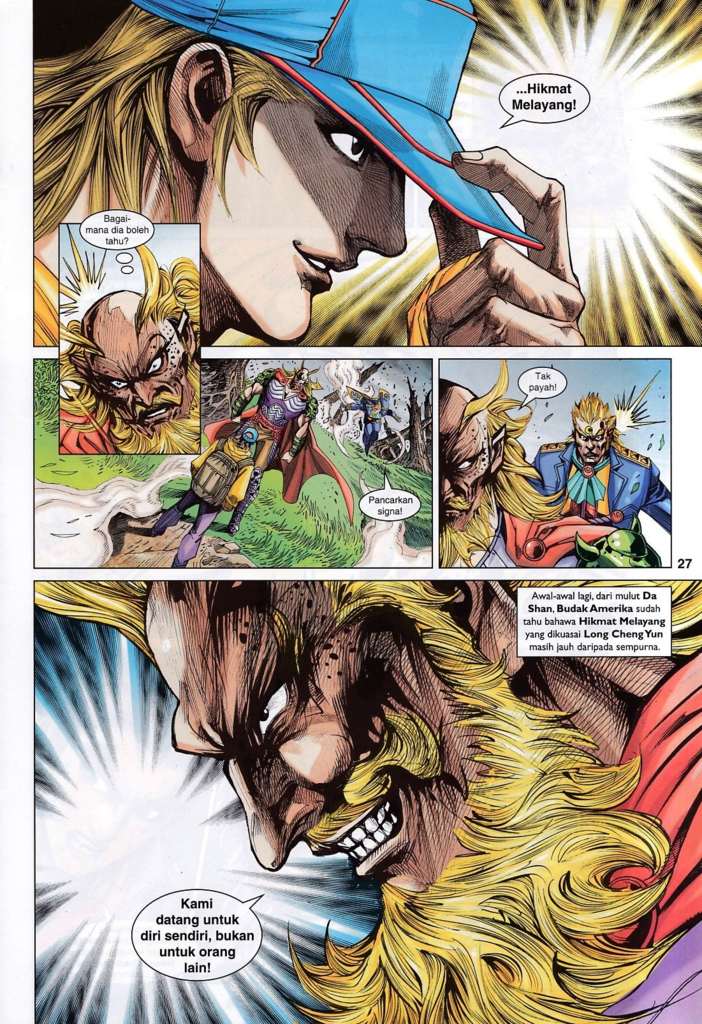 ...Hikmat
Melayang!
Bagai-
mana dia boleh
tahu?
Pancarkan
signa!
Tak
payah!
27
Awal-awal lagi, dari mulut Da
Shan, Budak Amerika sudah
tahu bahawa Hikmat Melayang
yang dikuasai Long Cheng Yun
masih jauh daripada sempurna.
Kami
datang untuk
diri sendiri, bukan
untuk orang
lain!